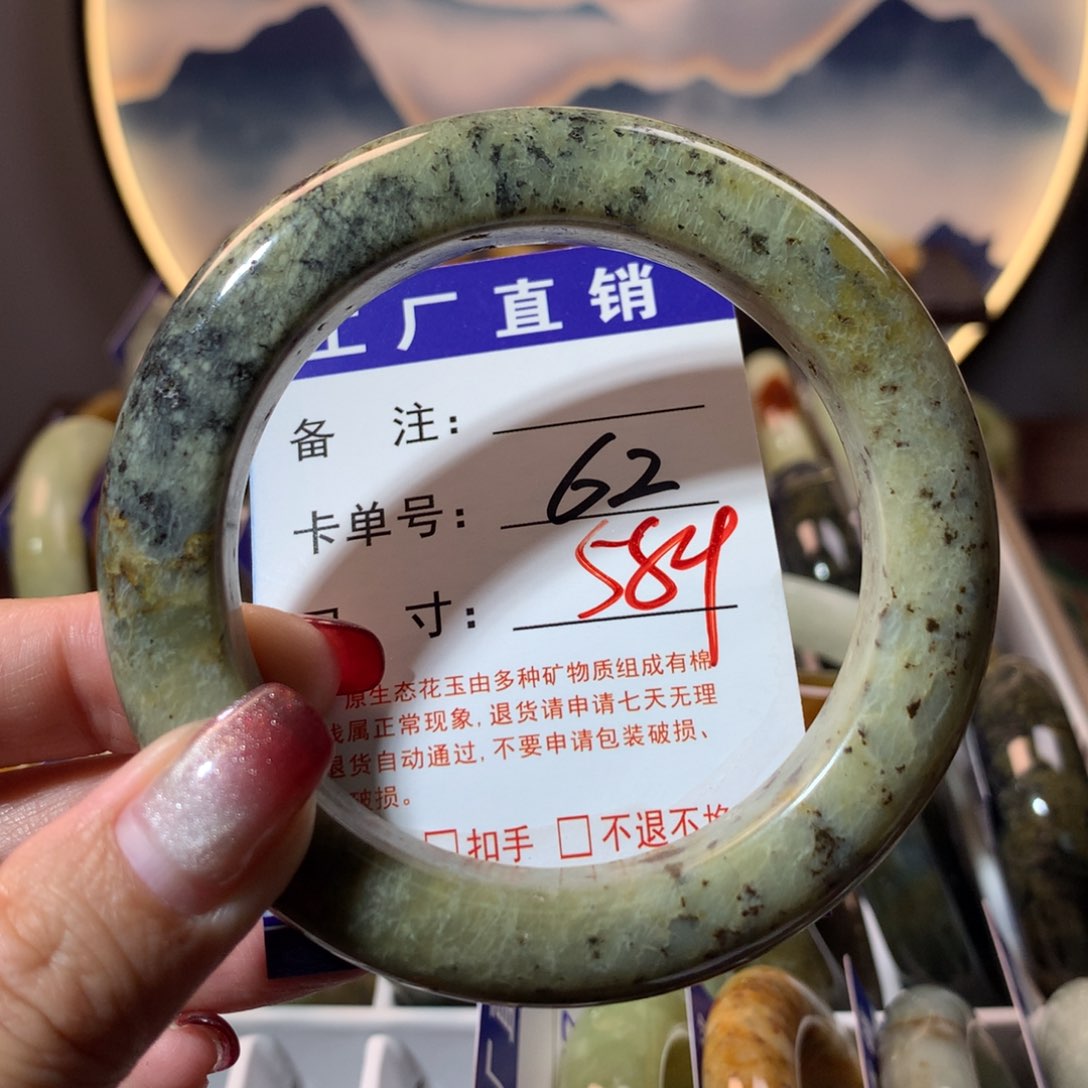 工厂直销
备 注：
卡单号： 62
尺 寸： 584
原生态花玉由多种矿物质组成有棉
线属正常现象，退货请申请七天无理
退货自动通过，不要申请包装破损、
破损。
□扣手 □不退不换